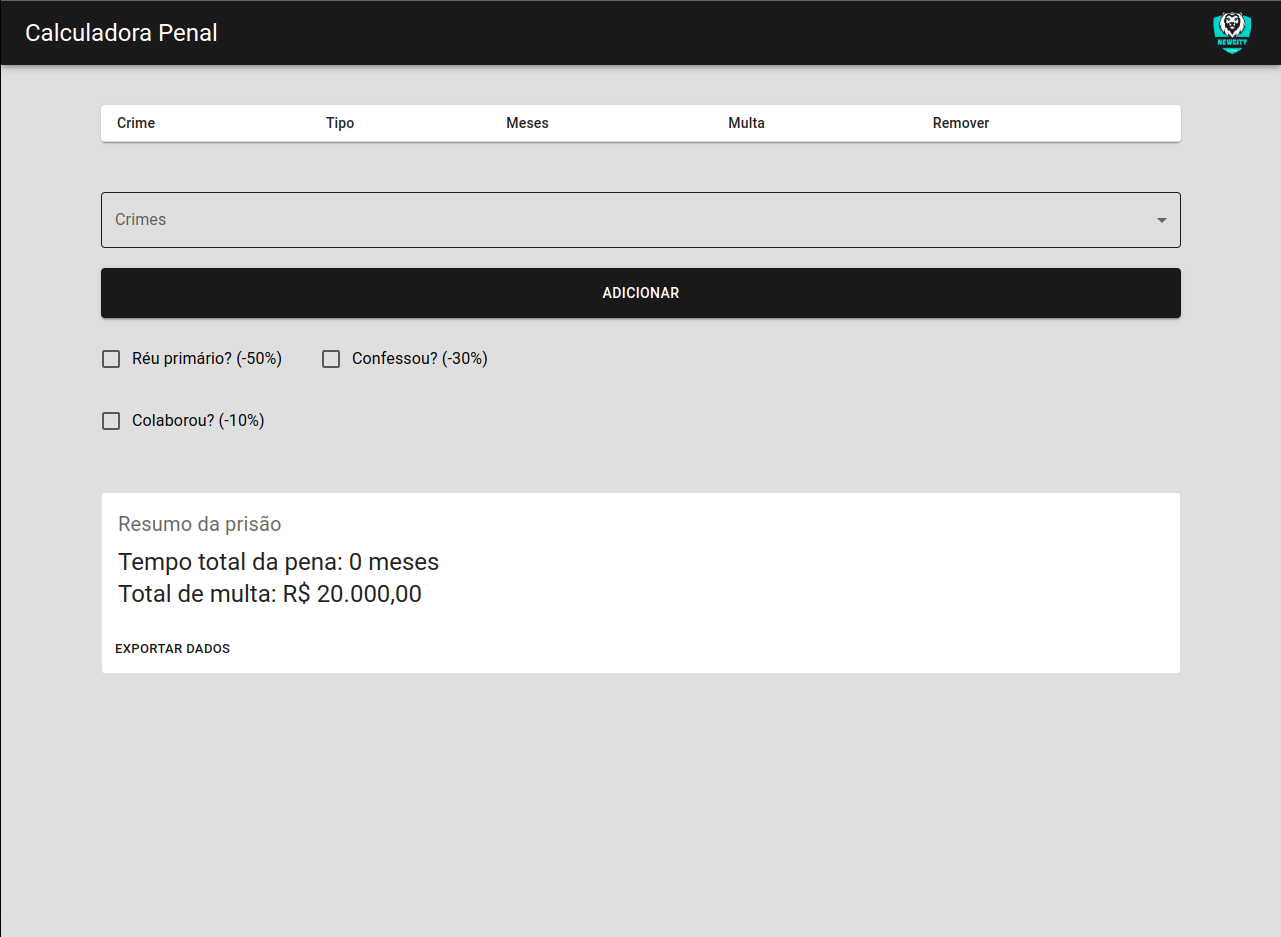 Calculadora Penal
NEWCITY
Crime Tipo Meses Multa Remover
Crimes
ADICIONAR
Réu primário? (-50%) Confessou? (-30%)
Colaborou? (-10%)
Resumo da prisão
Tempo total da pena: 0 meses
Total de multa: R$ 20.000,00
EXPORTAR DADOS